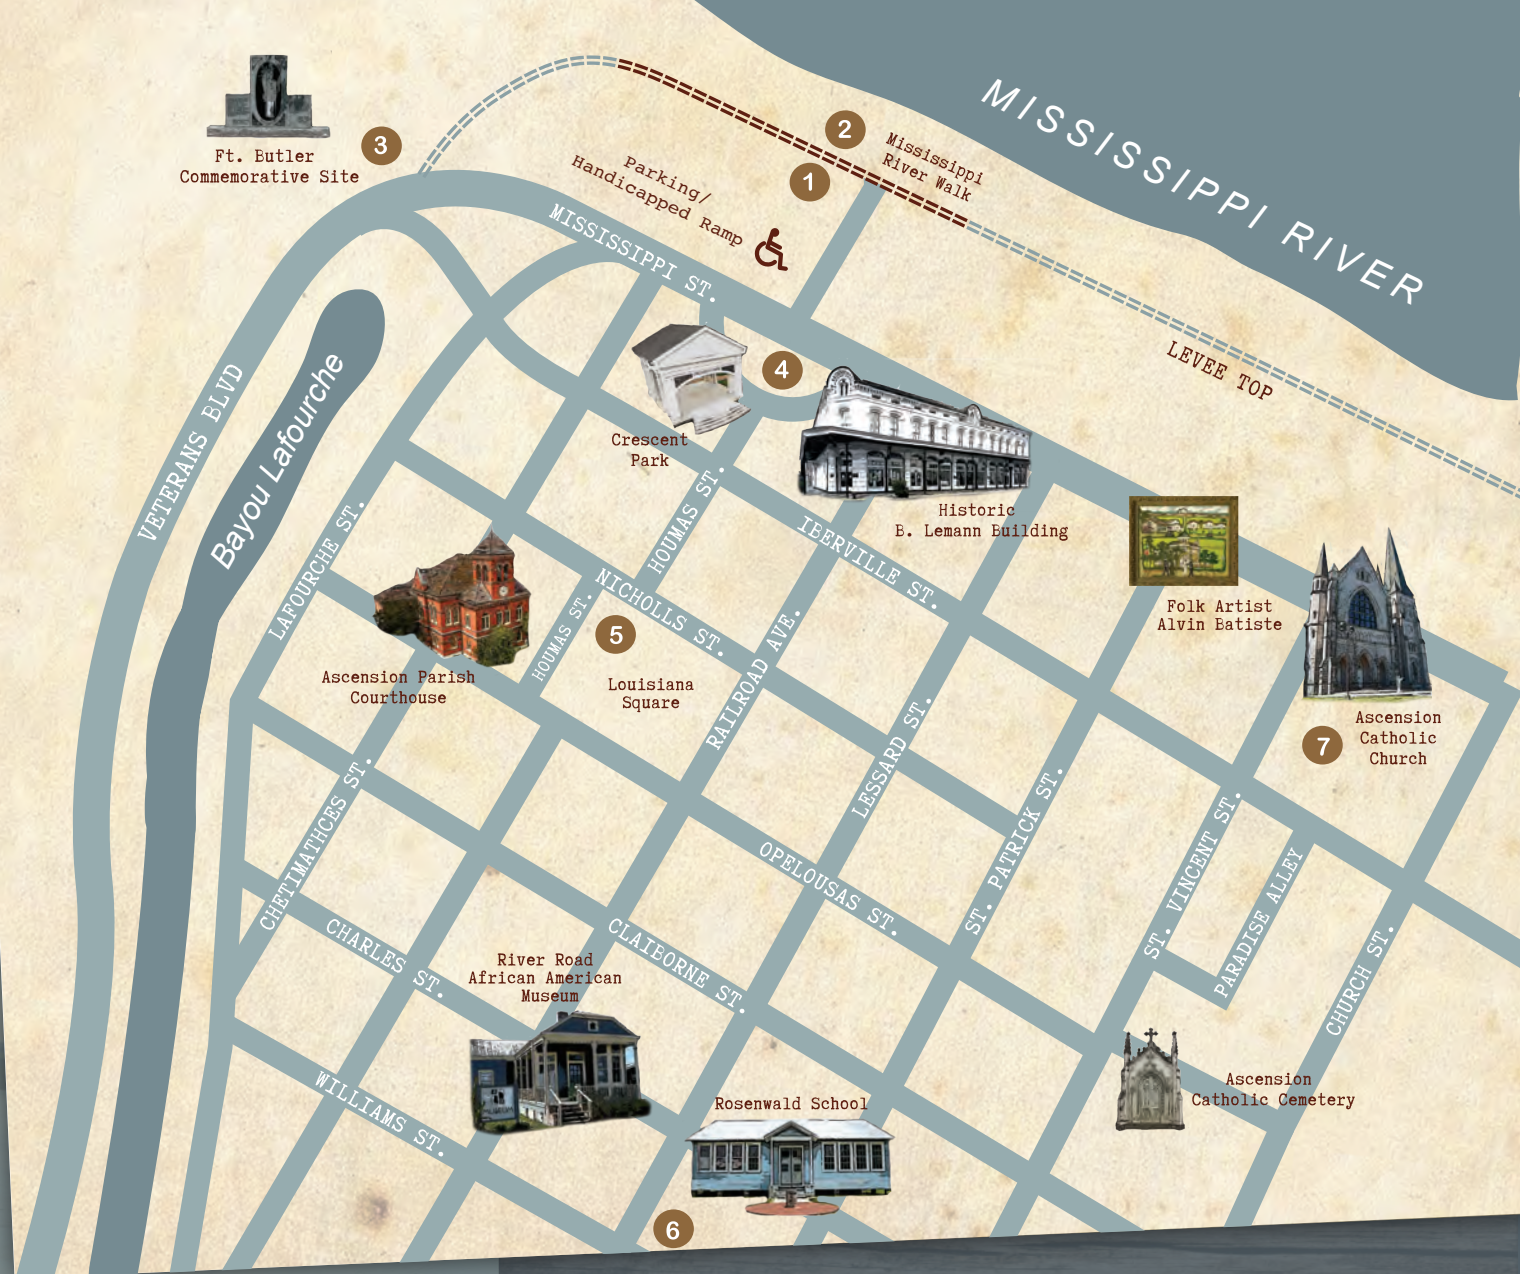 MISSISSIPPI RIVER
2
Mississippi
River Walk
1
3
Ft. Butler
Commemorative Site
Parking/
Handicapped Ramp
MISSISSIPPI ST.
LEVEE TOP
VETERANS BLVD
Bayou Lafourche
4
Crescent
Park
Historic
B. Lemann Building
HOUMAS ST.
IBERVILLE ST.
LAFOURCHE ST.
NICHOLLS ST.
HOUMAS ST.
5
Louisiana
Square
RAILROAD AVE.
Folk Artist
Alvin Batiste
Ascension Parish
Courthouse
LESSARD ST.
7
Ascension
Catholic
Church
CHETIMATHCES ST.
ST. PATRICK ST.
ST. VINCENT ST.
PARADISE ALLEY
OPELOUSAS ST.
CHURCH ST.
CHARLES ST.
CLAIBORNE ST.
River Road
African American
Museum
MUSEUM
WILLIAMS ST.
Rosenwald School
Ascension
Catholic Cemetery
6